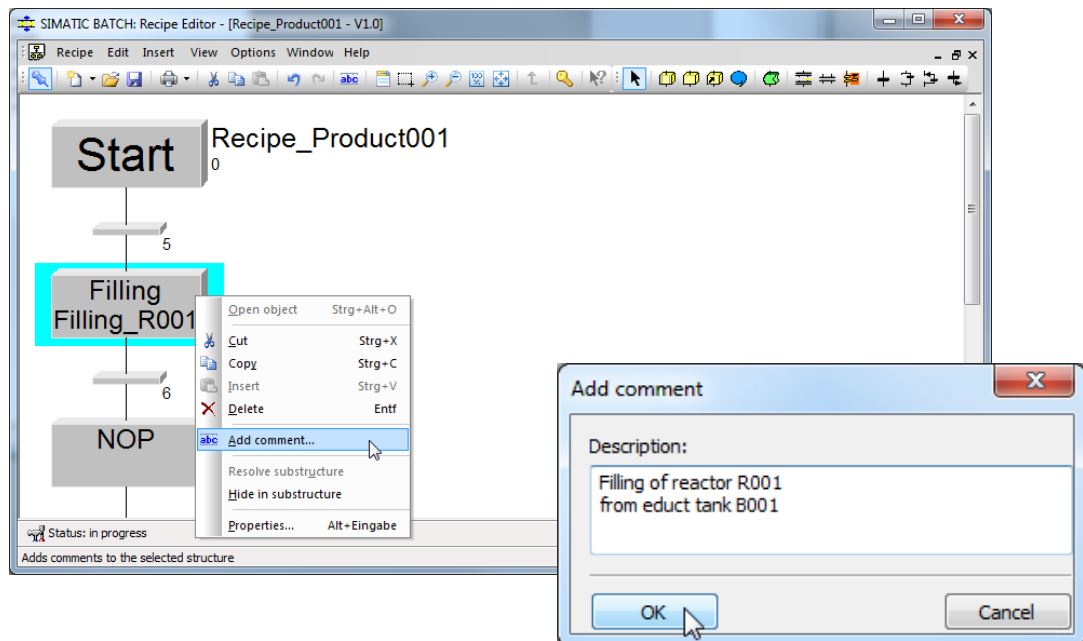 SIMATIC BATCH: Recipe Editor - [Recipe_Product001 - V1.0]
Recipe Edit Insert View Options Window Help
abc
Start
Recipe_Product001
0
5
Filling
Filling_R001
6
NOP
Open object Strg+Alt+O
Cut Strg+X
Copy Strg+C
Insert Strg+V
Delete Entf
abc Add comment...
Resolve substructure
Hide in substructure
Properties... Alt+Eingabe
Status: in progress
Adds comments to the selected structure
Add comment
Description:
Filling of reactor R001
from educt tank B001
OK Cancel